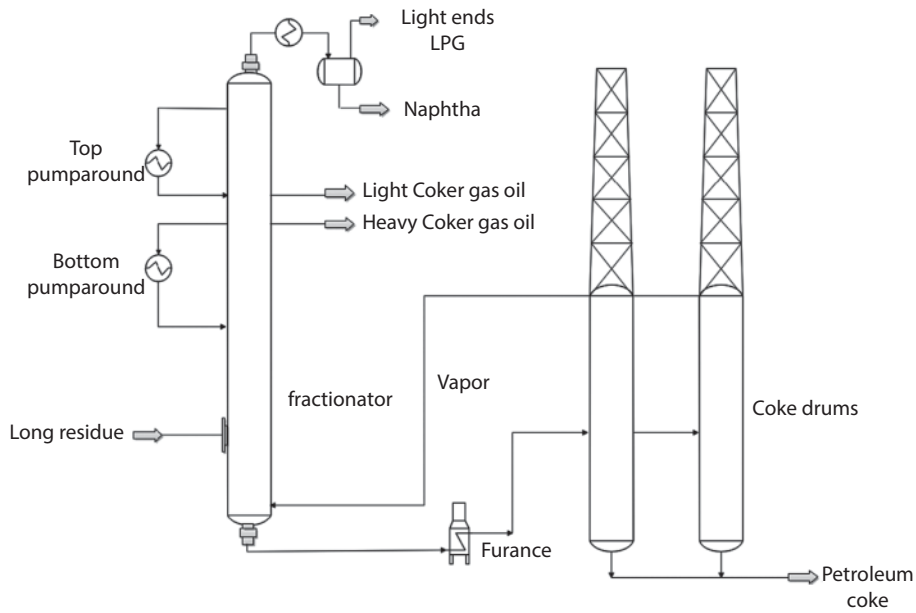 Light ends
LPG
Naphtha
Top
pumparound
Light Coker gas oil
Heavy Coker gas oil
Bottom
pumparound
Vapor
fractionator
Coke drums
Long residue
Furance
Petroleum
coke